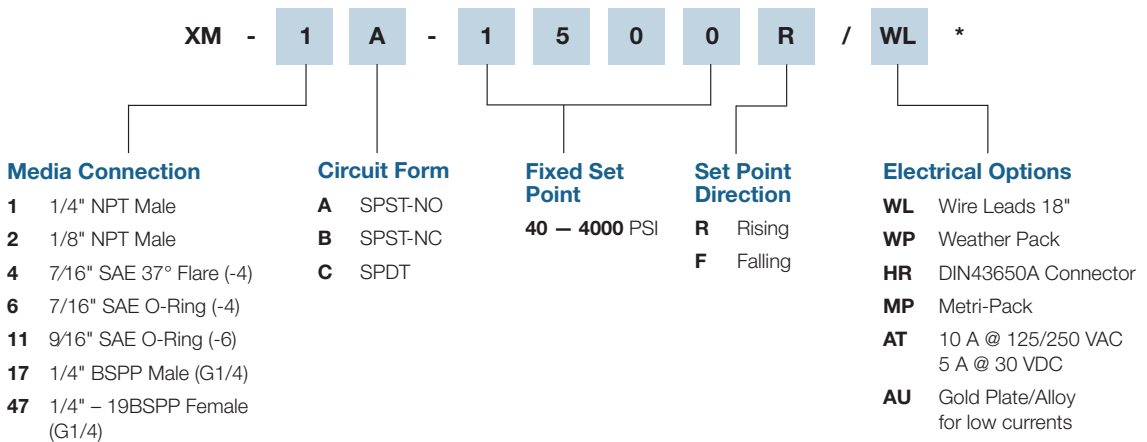 XM - 1 A - 1 5 0 0 R / WL *
Media Connection
1 1/4" NPT Male
2 1/8" NPT Male
4 7/16" SAE 37° Flare (-4)
6 7/16" SAE O-Ring (-4)
11 9/16" SAE O-Ring (-6)
17 1/4" BSPP Male (G1/4)
47 1/4" – 19BSPP Female
(G1/4)
Circuit Form
A SPST-NO
B SPST-NC
C SPDT
Fixed Set
Point
40 — 4000 PSI
Set Point
Direction
R Rising
F Falling
Electrical Options
WL Wire Leads 18"
WP Weather Pack
HR DIN43650A Connector
MP Metri-Pack
AT 10 A @ 125/250 VAC
5 A @ 30 VDC
AU Gold Plate/Alloy
for low currents